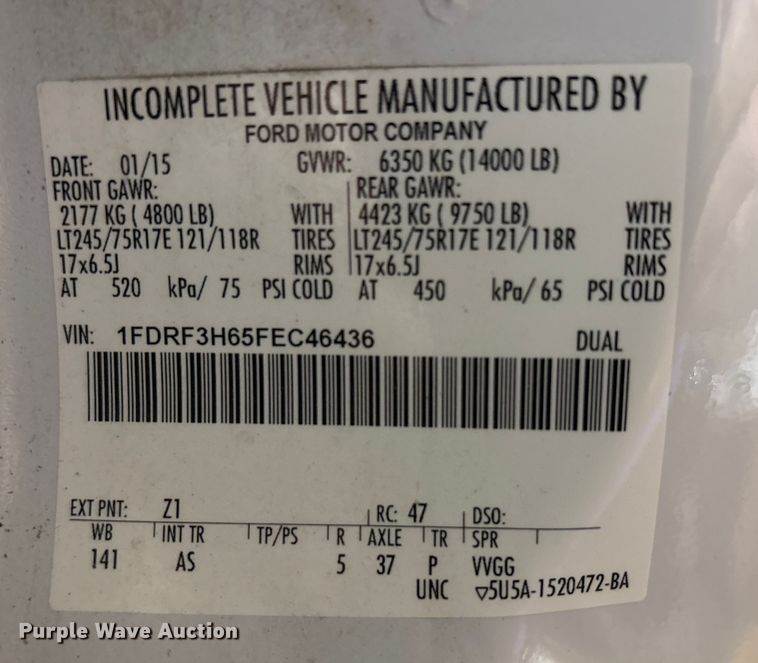 INCOMPLETE VEHICLE MANUFACTURED BY
FORD MOTOR COMPANY
DATE: 01/15 GVWR: 6350 KG (14000 LB)
FRONT GAWR: REAR GAWR:
2177 KG ( 4800 LB) WITH 4423 KG ( 9750 LB) WITH
LT245/75R17E 121/118R TIRES LT245/75R17E 121/118R TIRES
17x6.5J RIMS 17x6.5J RIMS
AT 520 kPa/ 75 PSI COLD AT 450 kPa/ 65 PSI COLD
VIN: 1FDRF3H65FEC46436 DUAL
EXT PNT: Z1 RC: 47 DSO:
WB INT TR TP/PS R AXLE TR SPR
141 AS 5 37 P VVGG
UNC ▽5U5A-1520472-BA
Purple Wave Auction